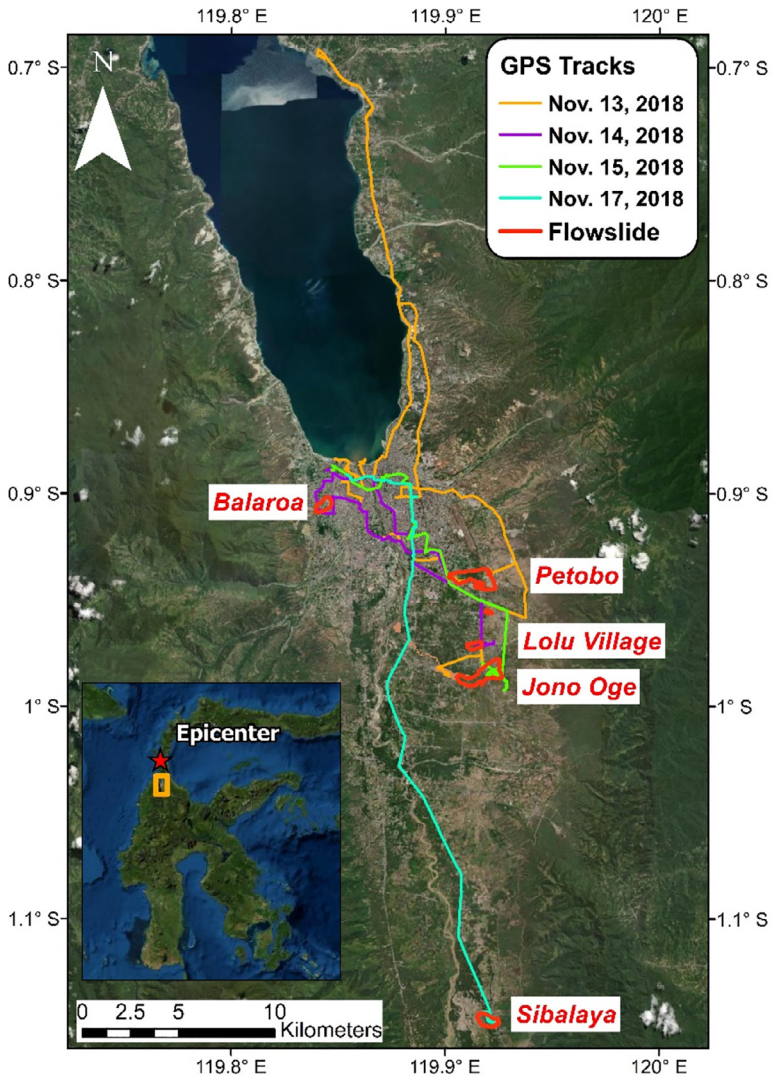 119.8° E 119.9° E 120° E
0.7° S 0.7° S
N
GPS Tracks
Nov. 13, 2018
Nov. 14, 2018
Nov. 15, 2018
Nov. 17, 2018
Flowslide
0.8° S 0.8° S
0.9° S 0.9° S
Balaroa
Petobo
Lolu Village
Jono Oge
1° S 1° S
Epicenter
1.1° S 1.1° S
Sibalaya
0 2.5 5 10
Kilometers
119.8° E 119.9° E 120° E